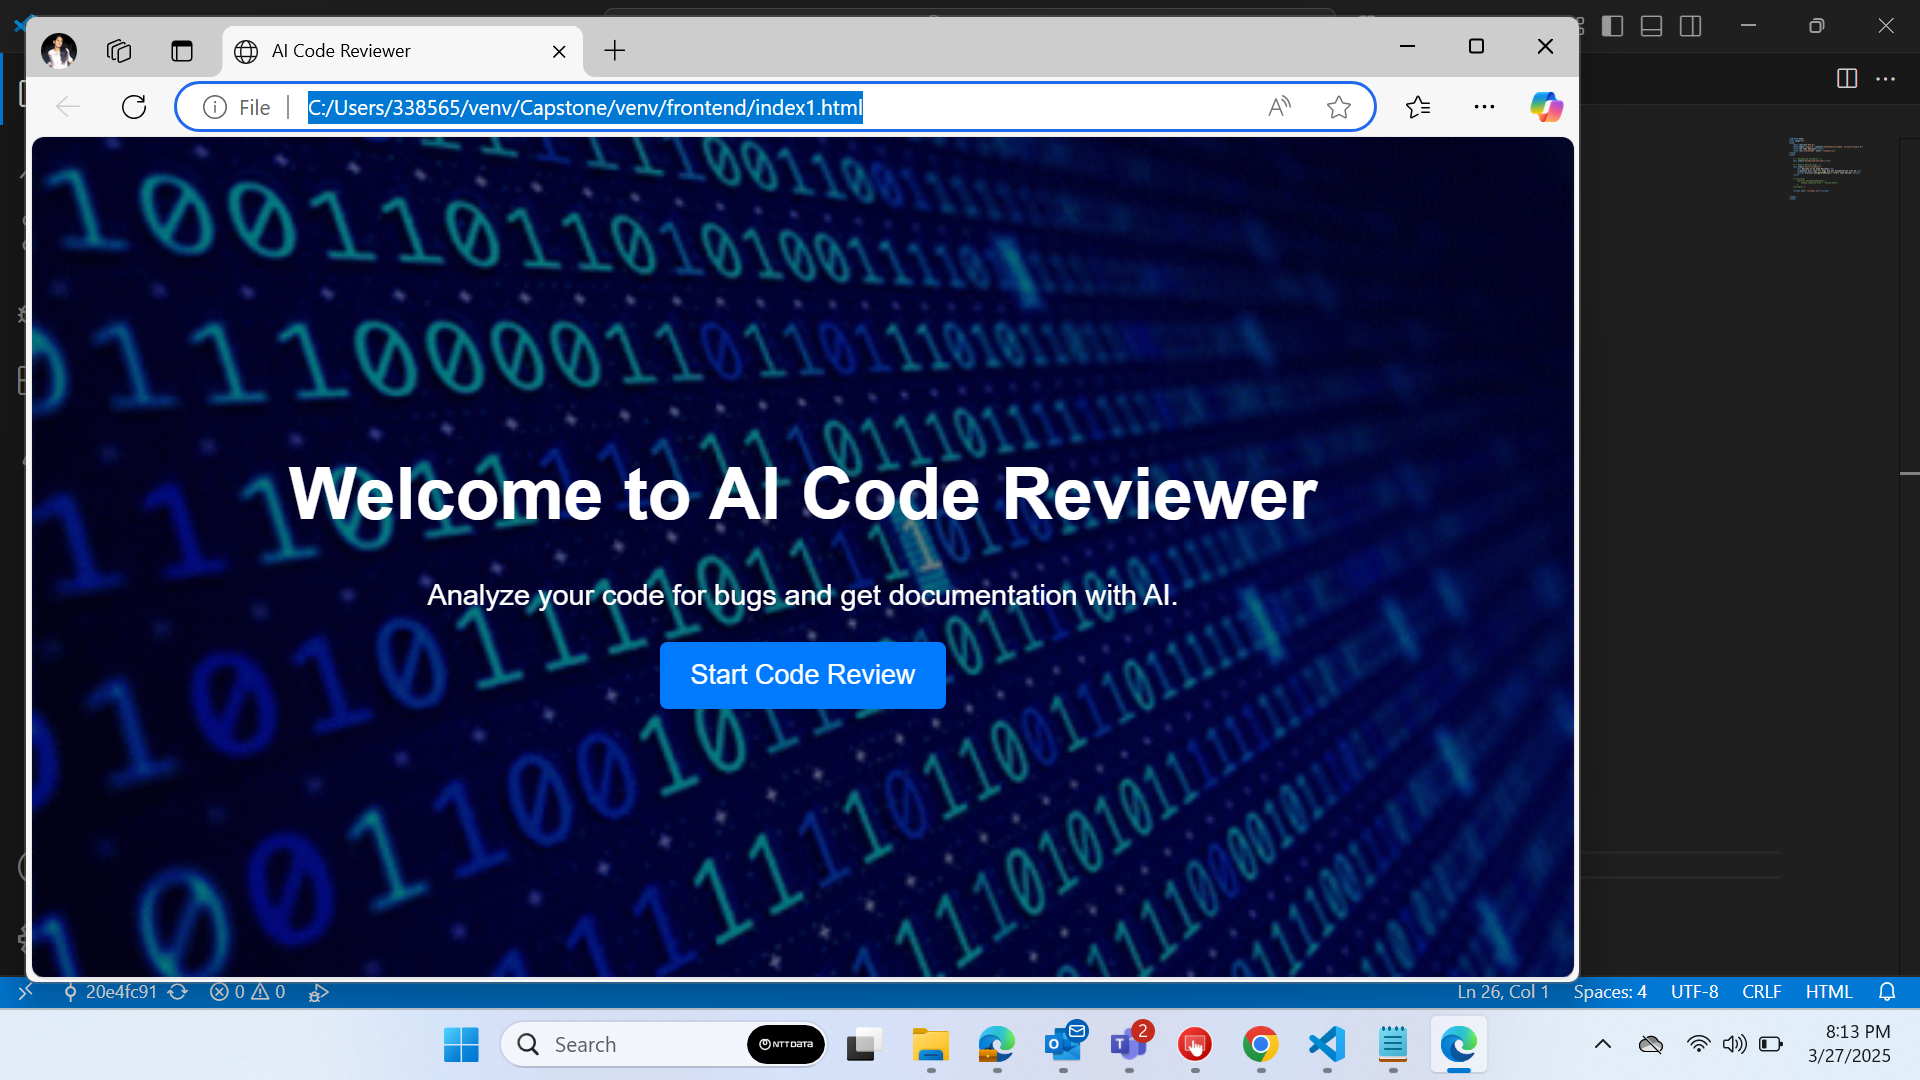 AI Code Reviewer
File
C:/Users/338565/venv/Capstone/venv/frontend/index1.html
Welcome to AI Code Reviewer
Analyze your code for bugs and get documentation with AI.
Start Code Review
20e4fc91 0 0 Ln 26, Col 1 Spaces: 4 UTF-8 CRLF HTML
Search NTT DATA 2 8:13 PM
3/27/2025